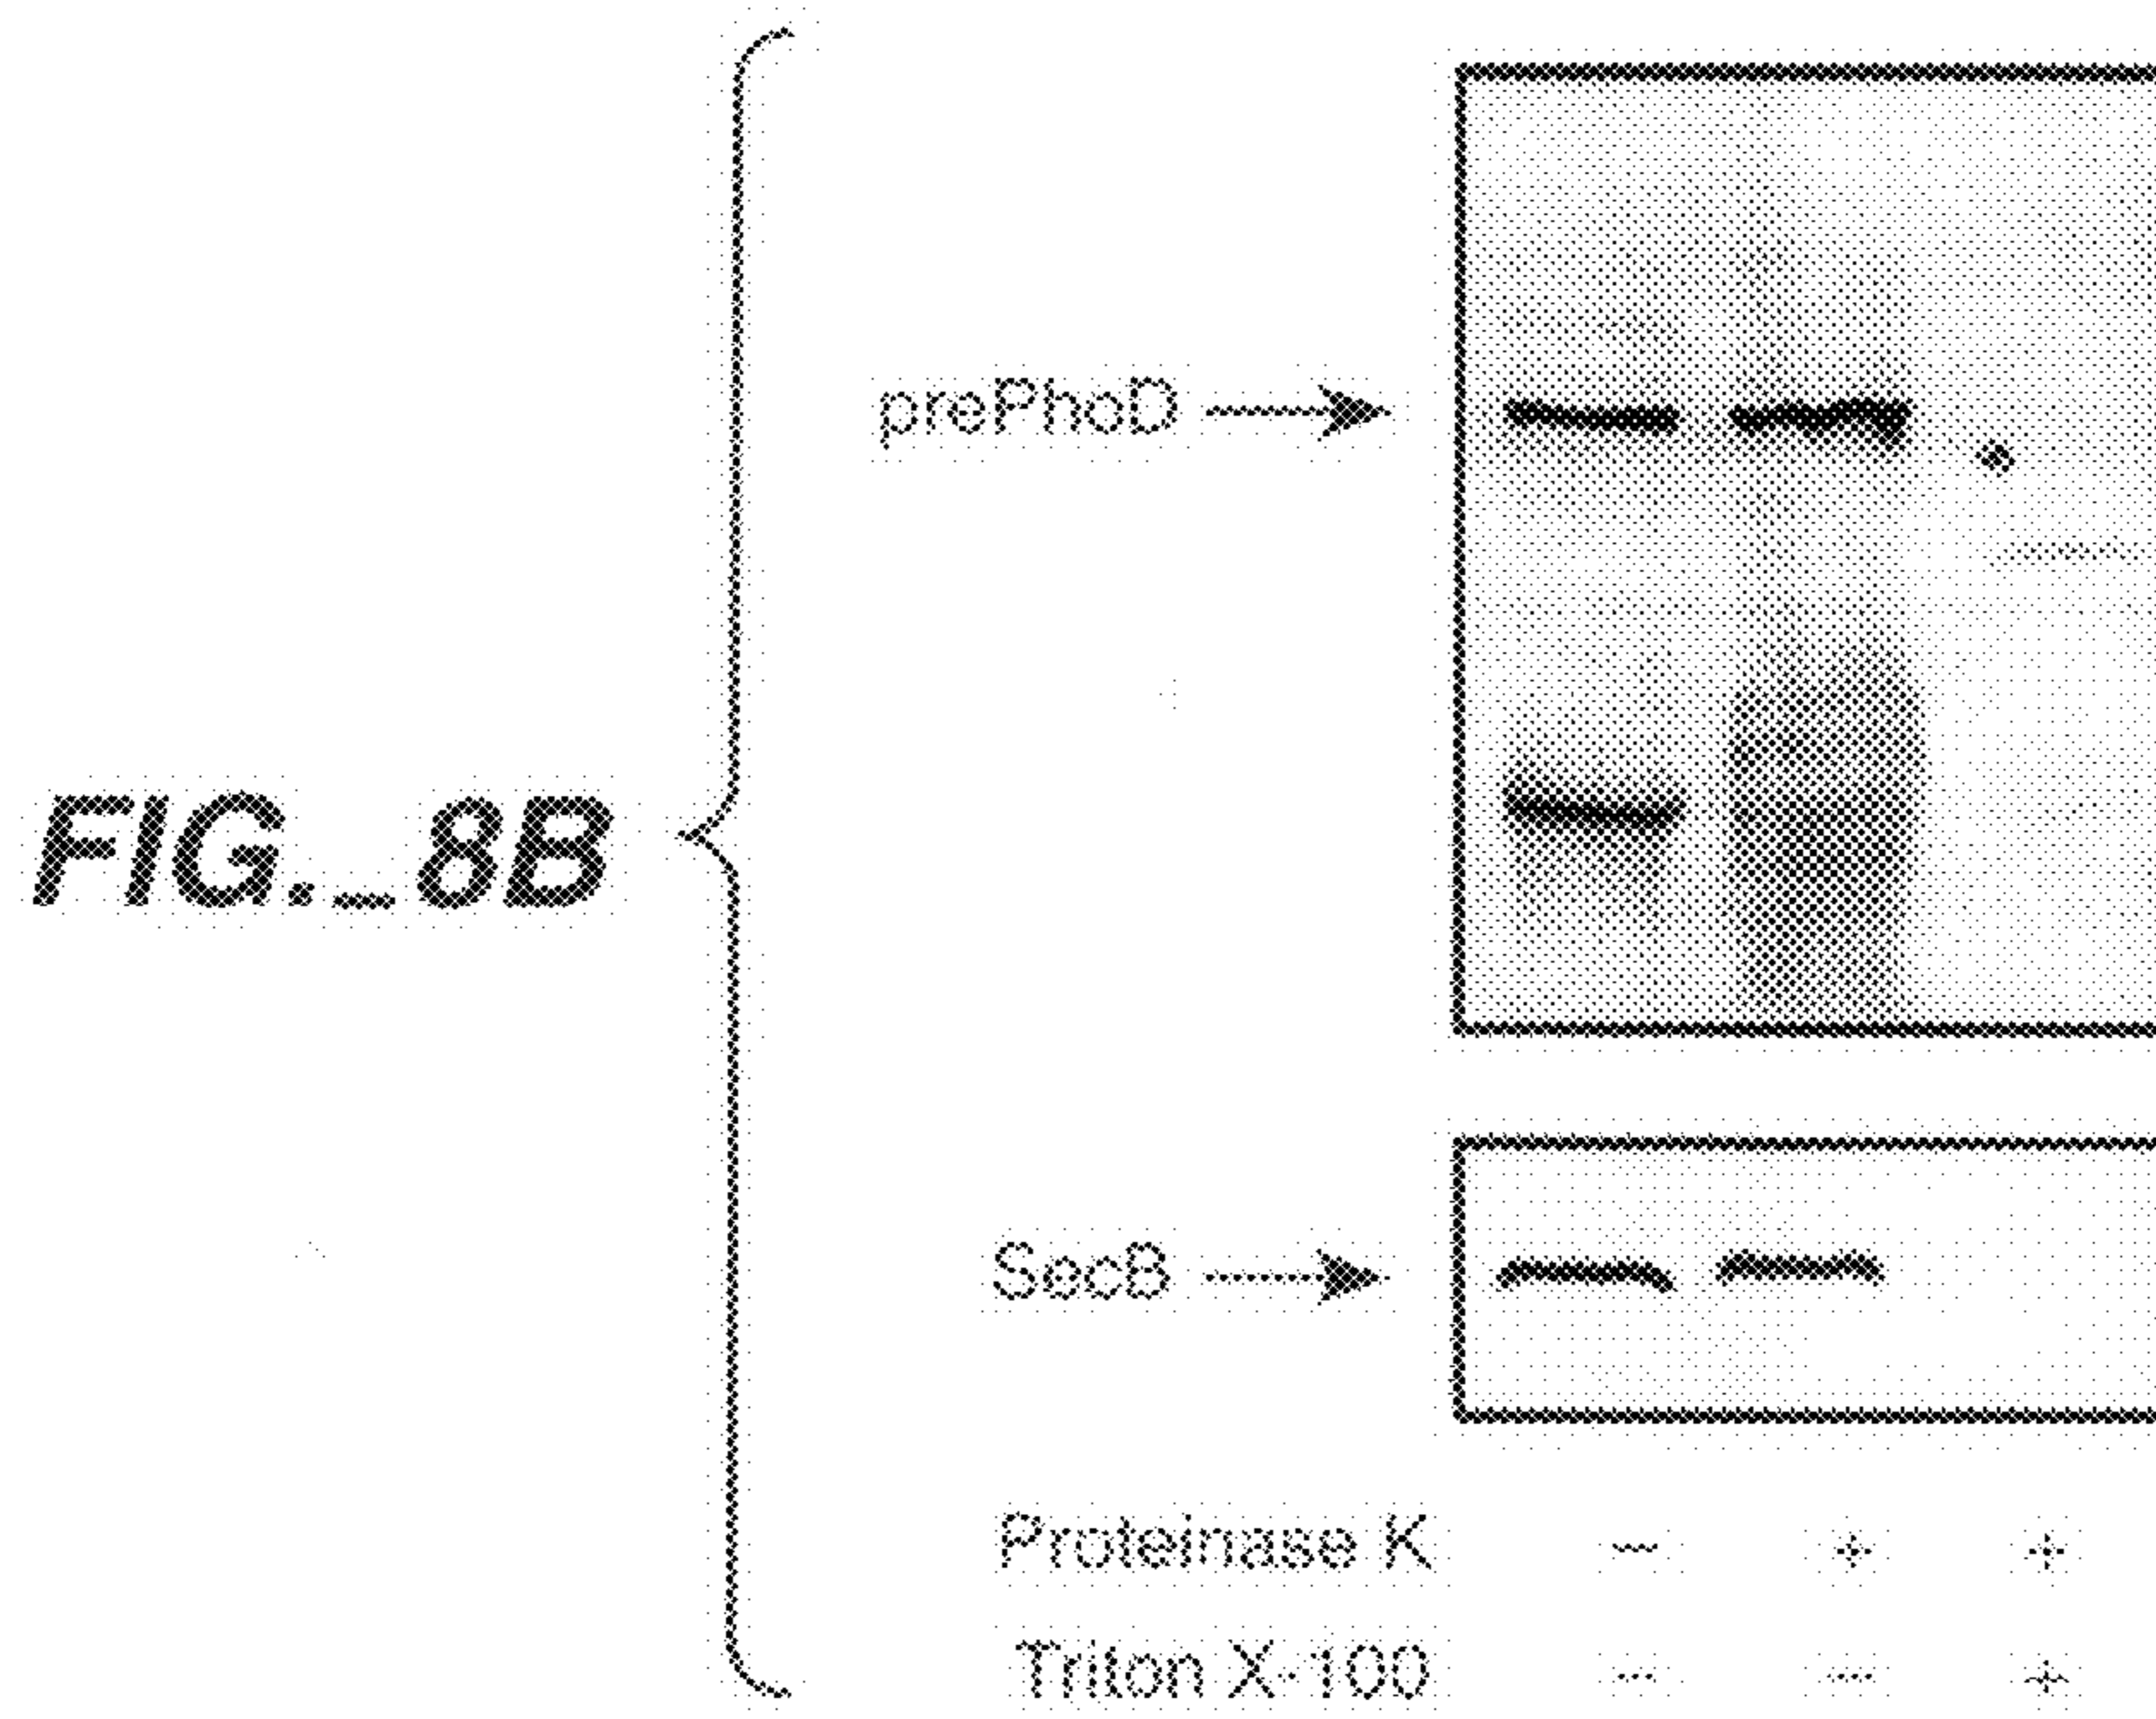 prePhoD
FIG._8B
SecB
Proteinase K - + +
Triton X-100 - - +